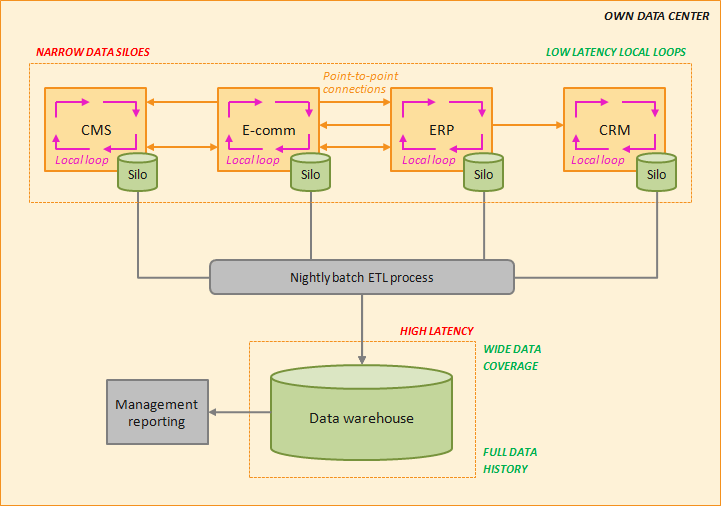 OWN DATA CENTER
NARROW DATA SILOES
LOW LATENCY LOCAL LOOPS
Point-to-point
connections
CMS
E-comm
ERP
CRM
Local loop
Local loop
Local loop
Local loop
Silo
Silo
Silo
Silo
Nightly batch ETL process
HIGH LATENCY
WIDE DATA
COVERAGE
Management
reporting
Data warehouse
FULL DATA
HISTORY